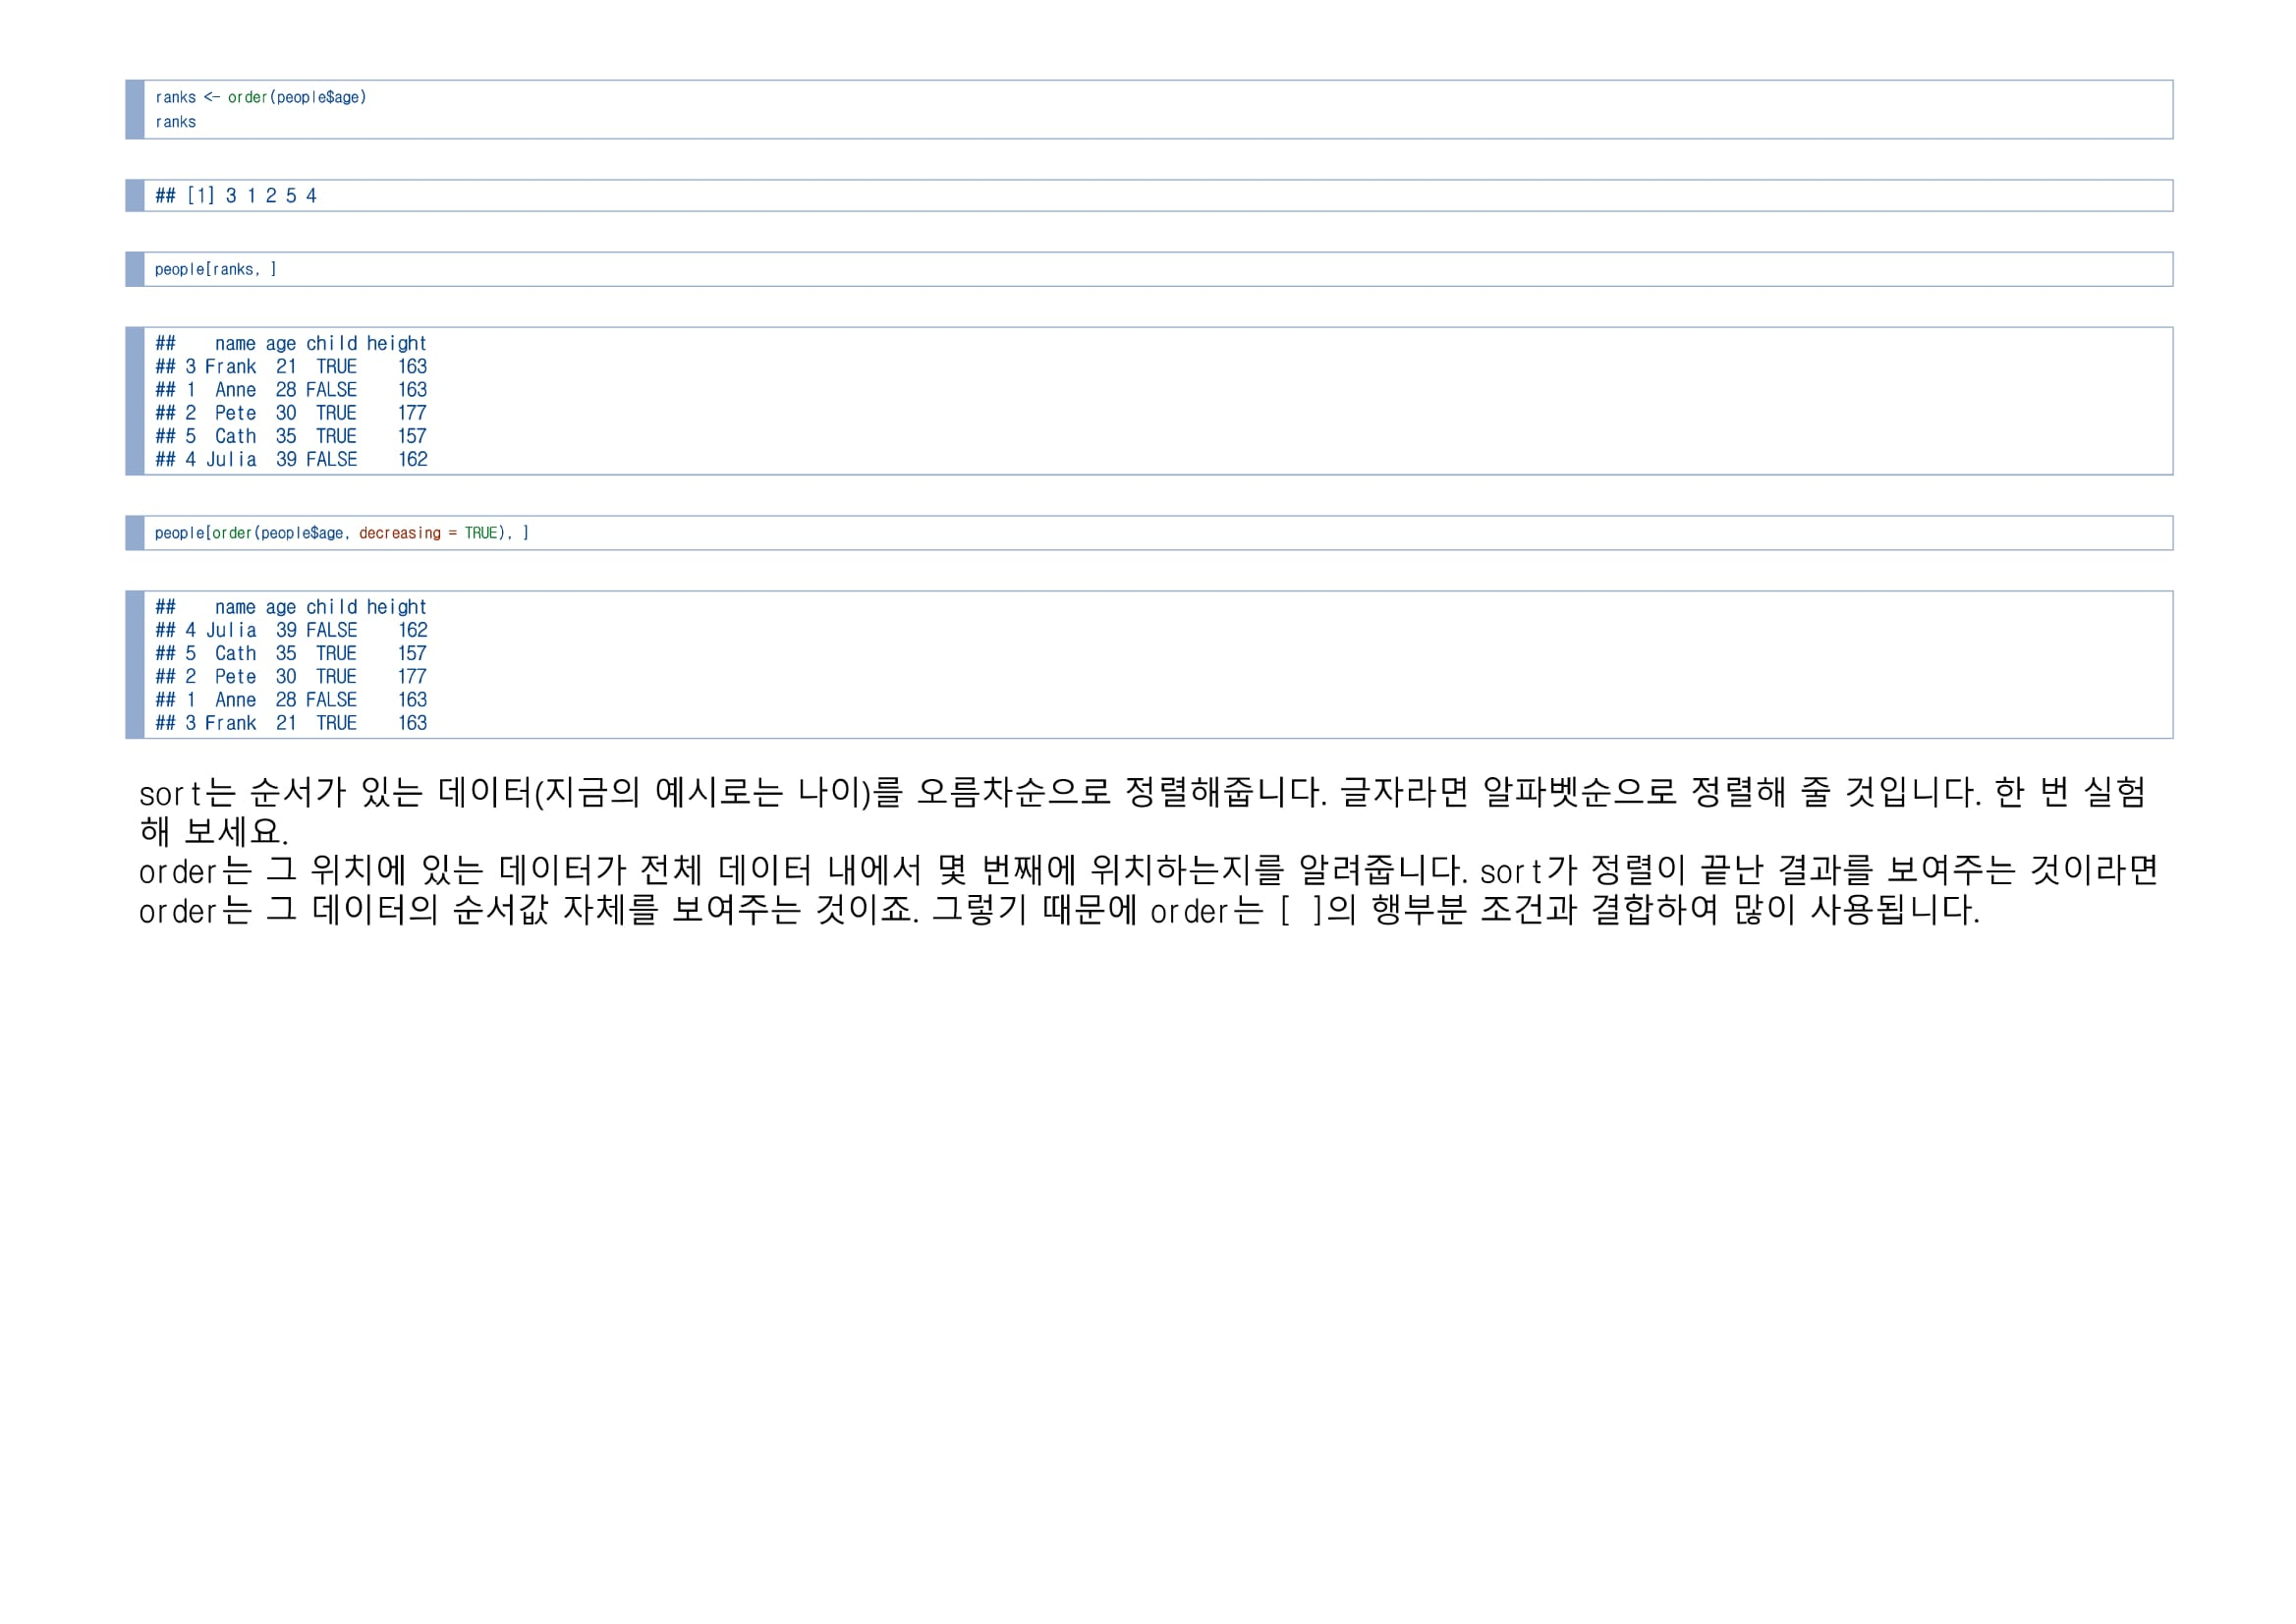 ranks <- order(people$age)
ranks
## [1] 3 1 2 5 4
people[ranks, ]
##    name age child height
## 3 Frank  21  TRUE    163
## 1  Anne  28 FALSE    163
## 2  Pete  30  TRUE    177
## 5  Cath  35  TRUE    157
## 4 Julia  39 FALSE    162
people[order(people$age, decreasing = TRUE), ]
##    name age child height
## 4 Julia  39 FALSE    162
## 5  Cath  35  TRUE    157
## 2  Pete  30  TRUE    177
## 1  Anne  28 FALSE    163
## 3 Frank  21  TRUE    163
sort는 순서가 있는 데이터(지금의 예시로는 나이)를 오름차순으로 정렬해줍니다. 글자라면 알파벳순으로 정렬해 줄 것입니다. 한 번 실험
해 보세요.
order는 그 위치에 있는 데이터가 전체 데이터 내에서 몇 번째에 위치하는지를 알려줍니다. sort가 정렬이 끝난 결과를 보여주는 것이라면
order는 그 데이터의 순서값 자체를 보여주는 것이죠. 그렇기 때문에 order는 [ ]의 행부분 조건과 결합하여 많이 사용됩니다.